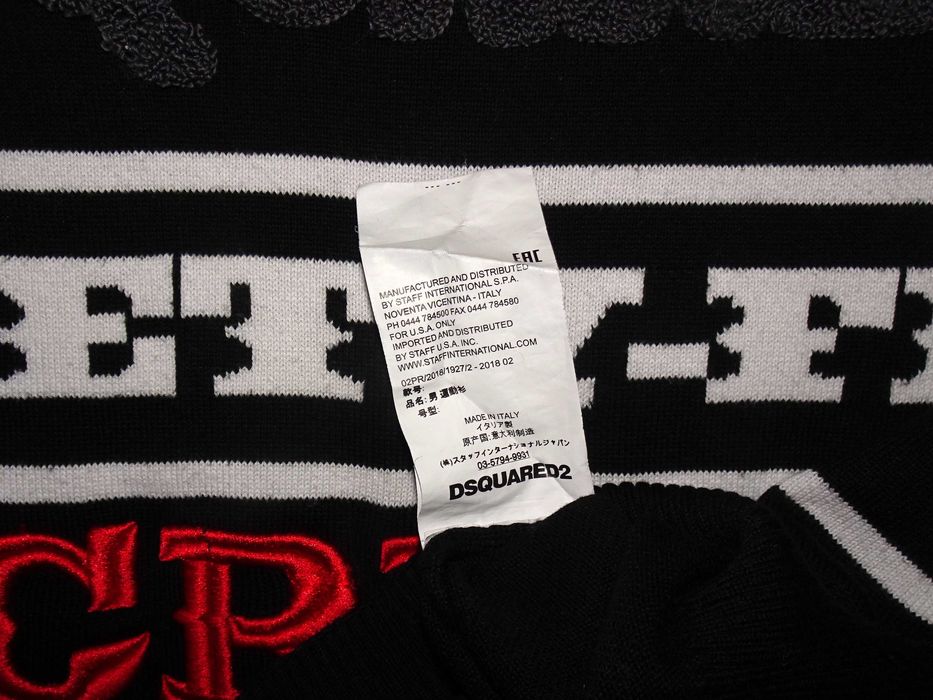 EAC
MANUFACTURED AND DISTRIBUTED
BY STAFF INTERNATIONAL S.P.A.
NOVENTA VICENTINA - ITALY
PH 0444 784500 FAX 0444 784580
FOR U.S.A. ONLY
IMPORTED AND DISTRIBUTED
BY STAFF U.S.A. INC.
WWW.STAFFINTERNATIONAL.COM
02PR/2018/1927/2 - 2018 02
款号:
品名: 男 運動衫
号型:
MADE IN ITALY
イタリア製
原产国:意大利制造
(株)スタッフインターナショナルジャパン
03-5794-9931
DSQUARED2